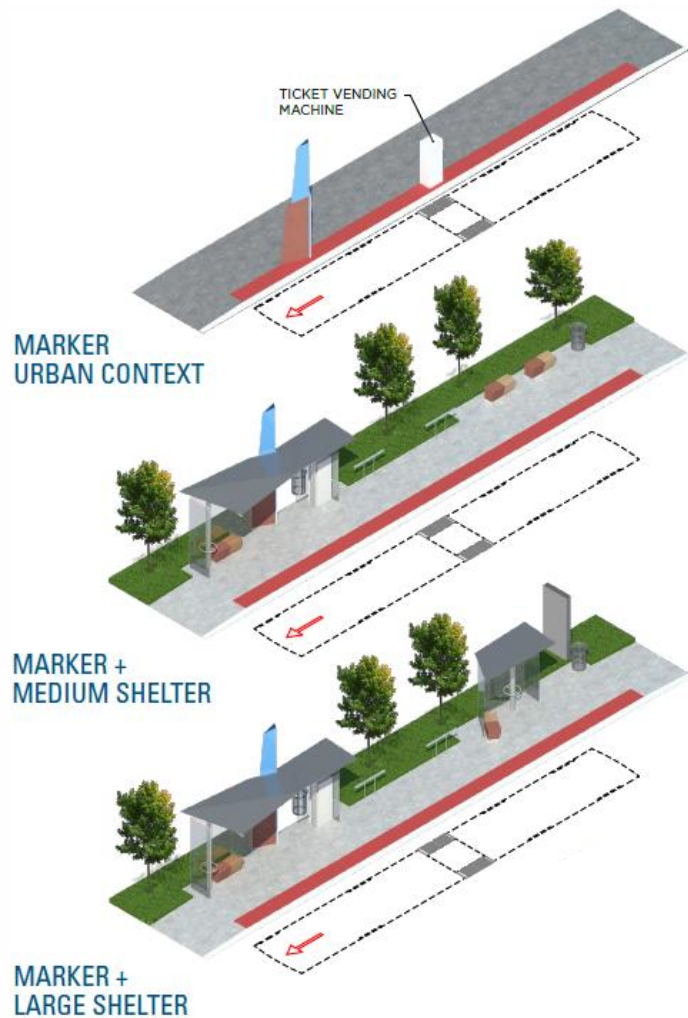 TICKET VENDING
MACHINE
MARKER
URBAN CONTEXT
MARKER +
MEDIUM SHELTER
MARKER +
LARGE SHELTER